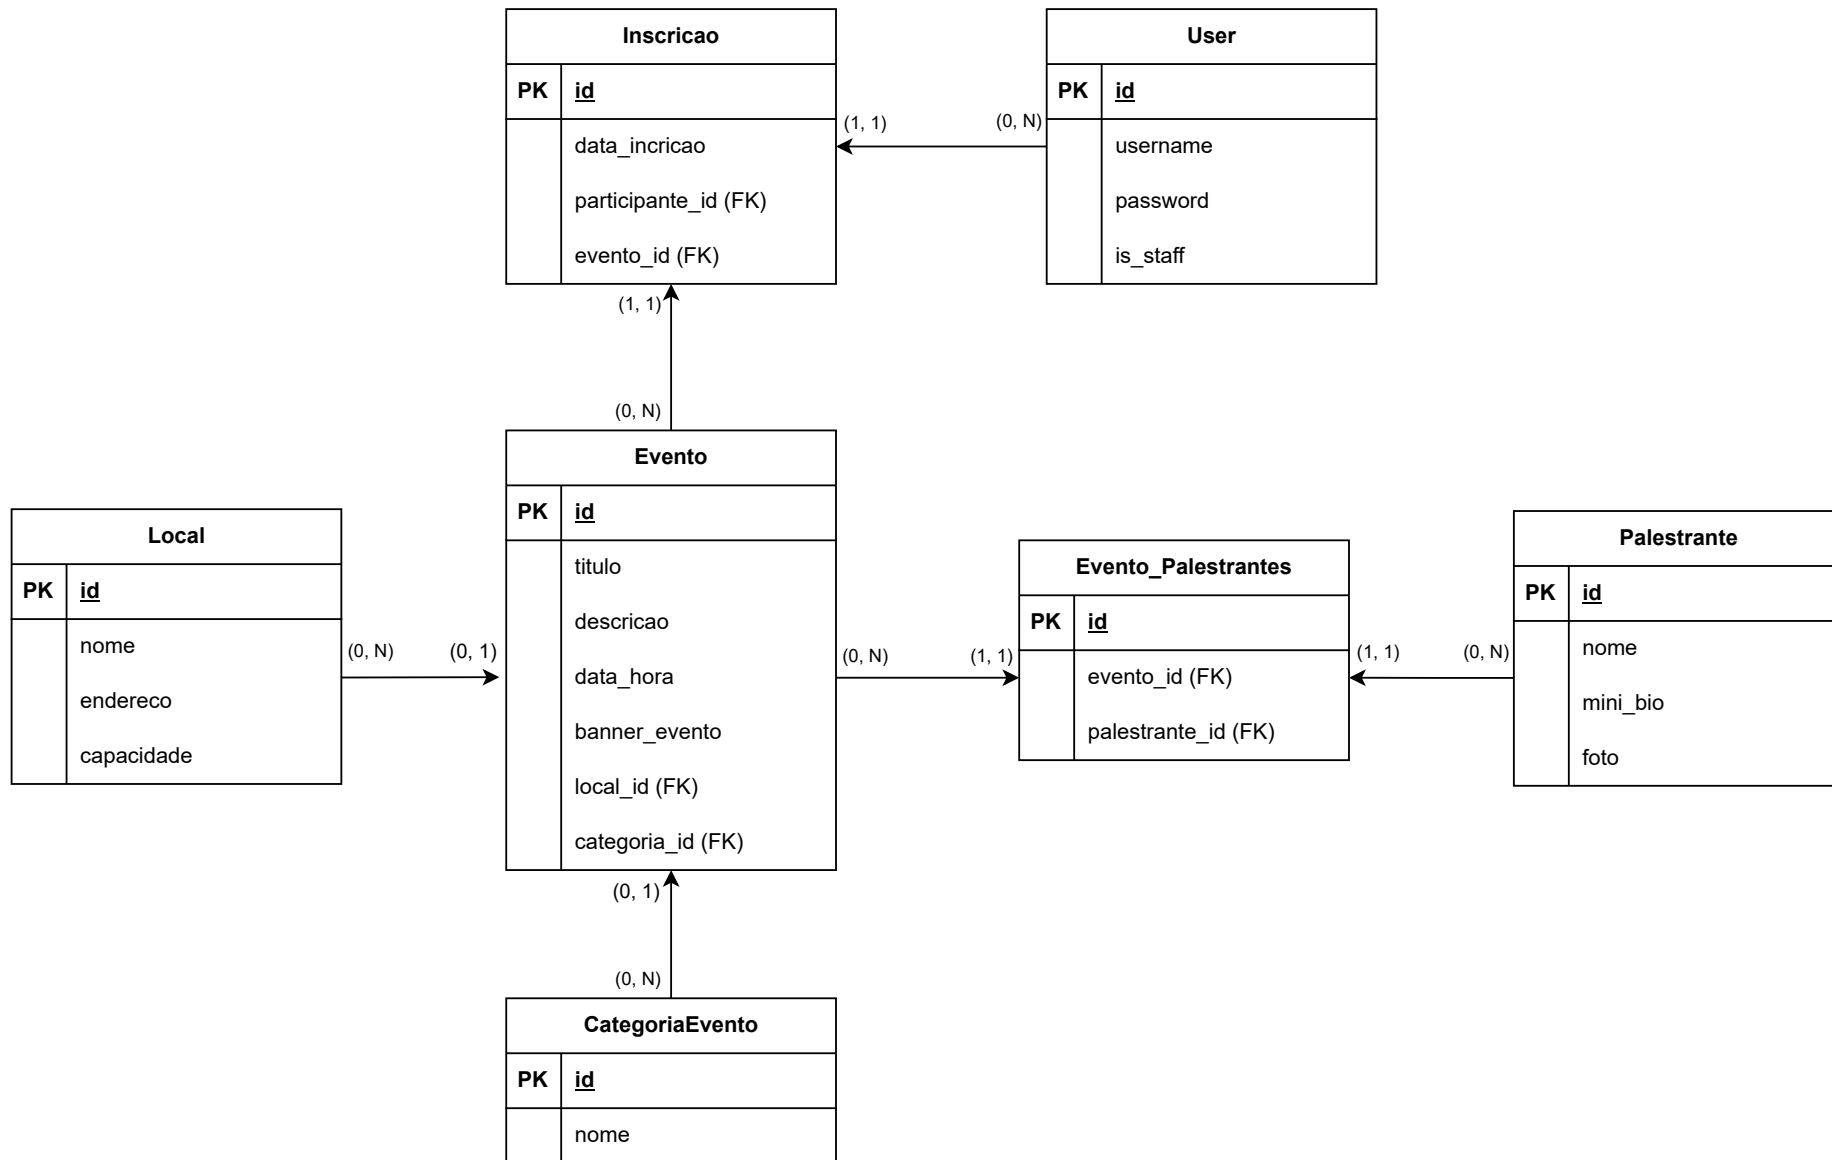 Inscricao
PK id
data_incricao
participante_id (FK)
evento_id (FK)
(1, 1)
(0, N)
User
PK id
username
password
is_staff
(1, 1)
(0, N)
Evento
PK id
titulo
descricao
data_hora
banner_evento
local_id (FK)
categoria_id (FK)
Local
PK id
nome
endereco
capacidade
(0, N)
(0, 1)
(0, N)
(1, 1)
Evento_Palestrantes
PK id
evento_id (FK)
palestrante_id (FK)
(1, 1)
(0, N)
Palestrante
PK id
nome
mini_bio
foto
(0, 1)
(0, N)
CategoriaEvento
PK id
nome